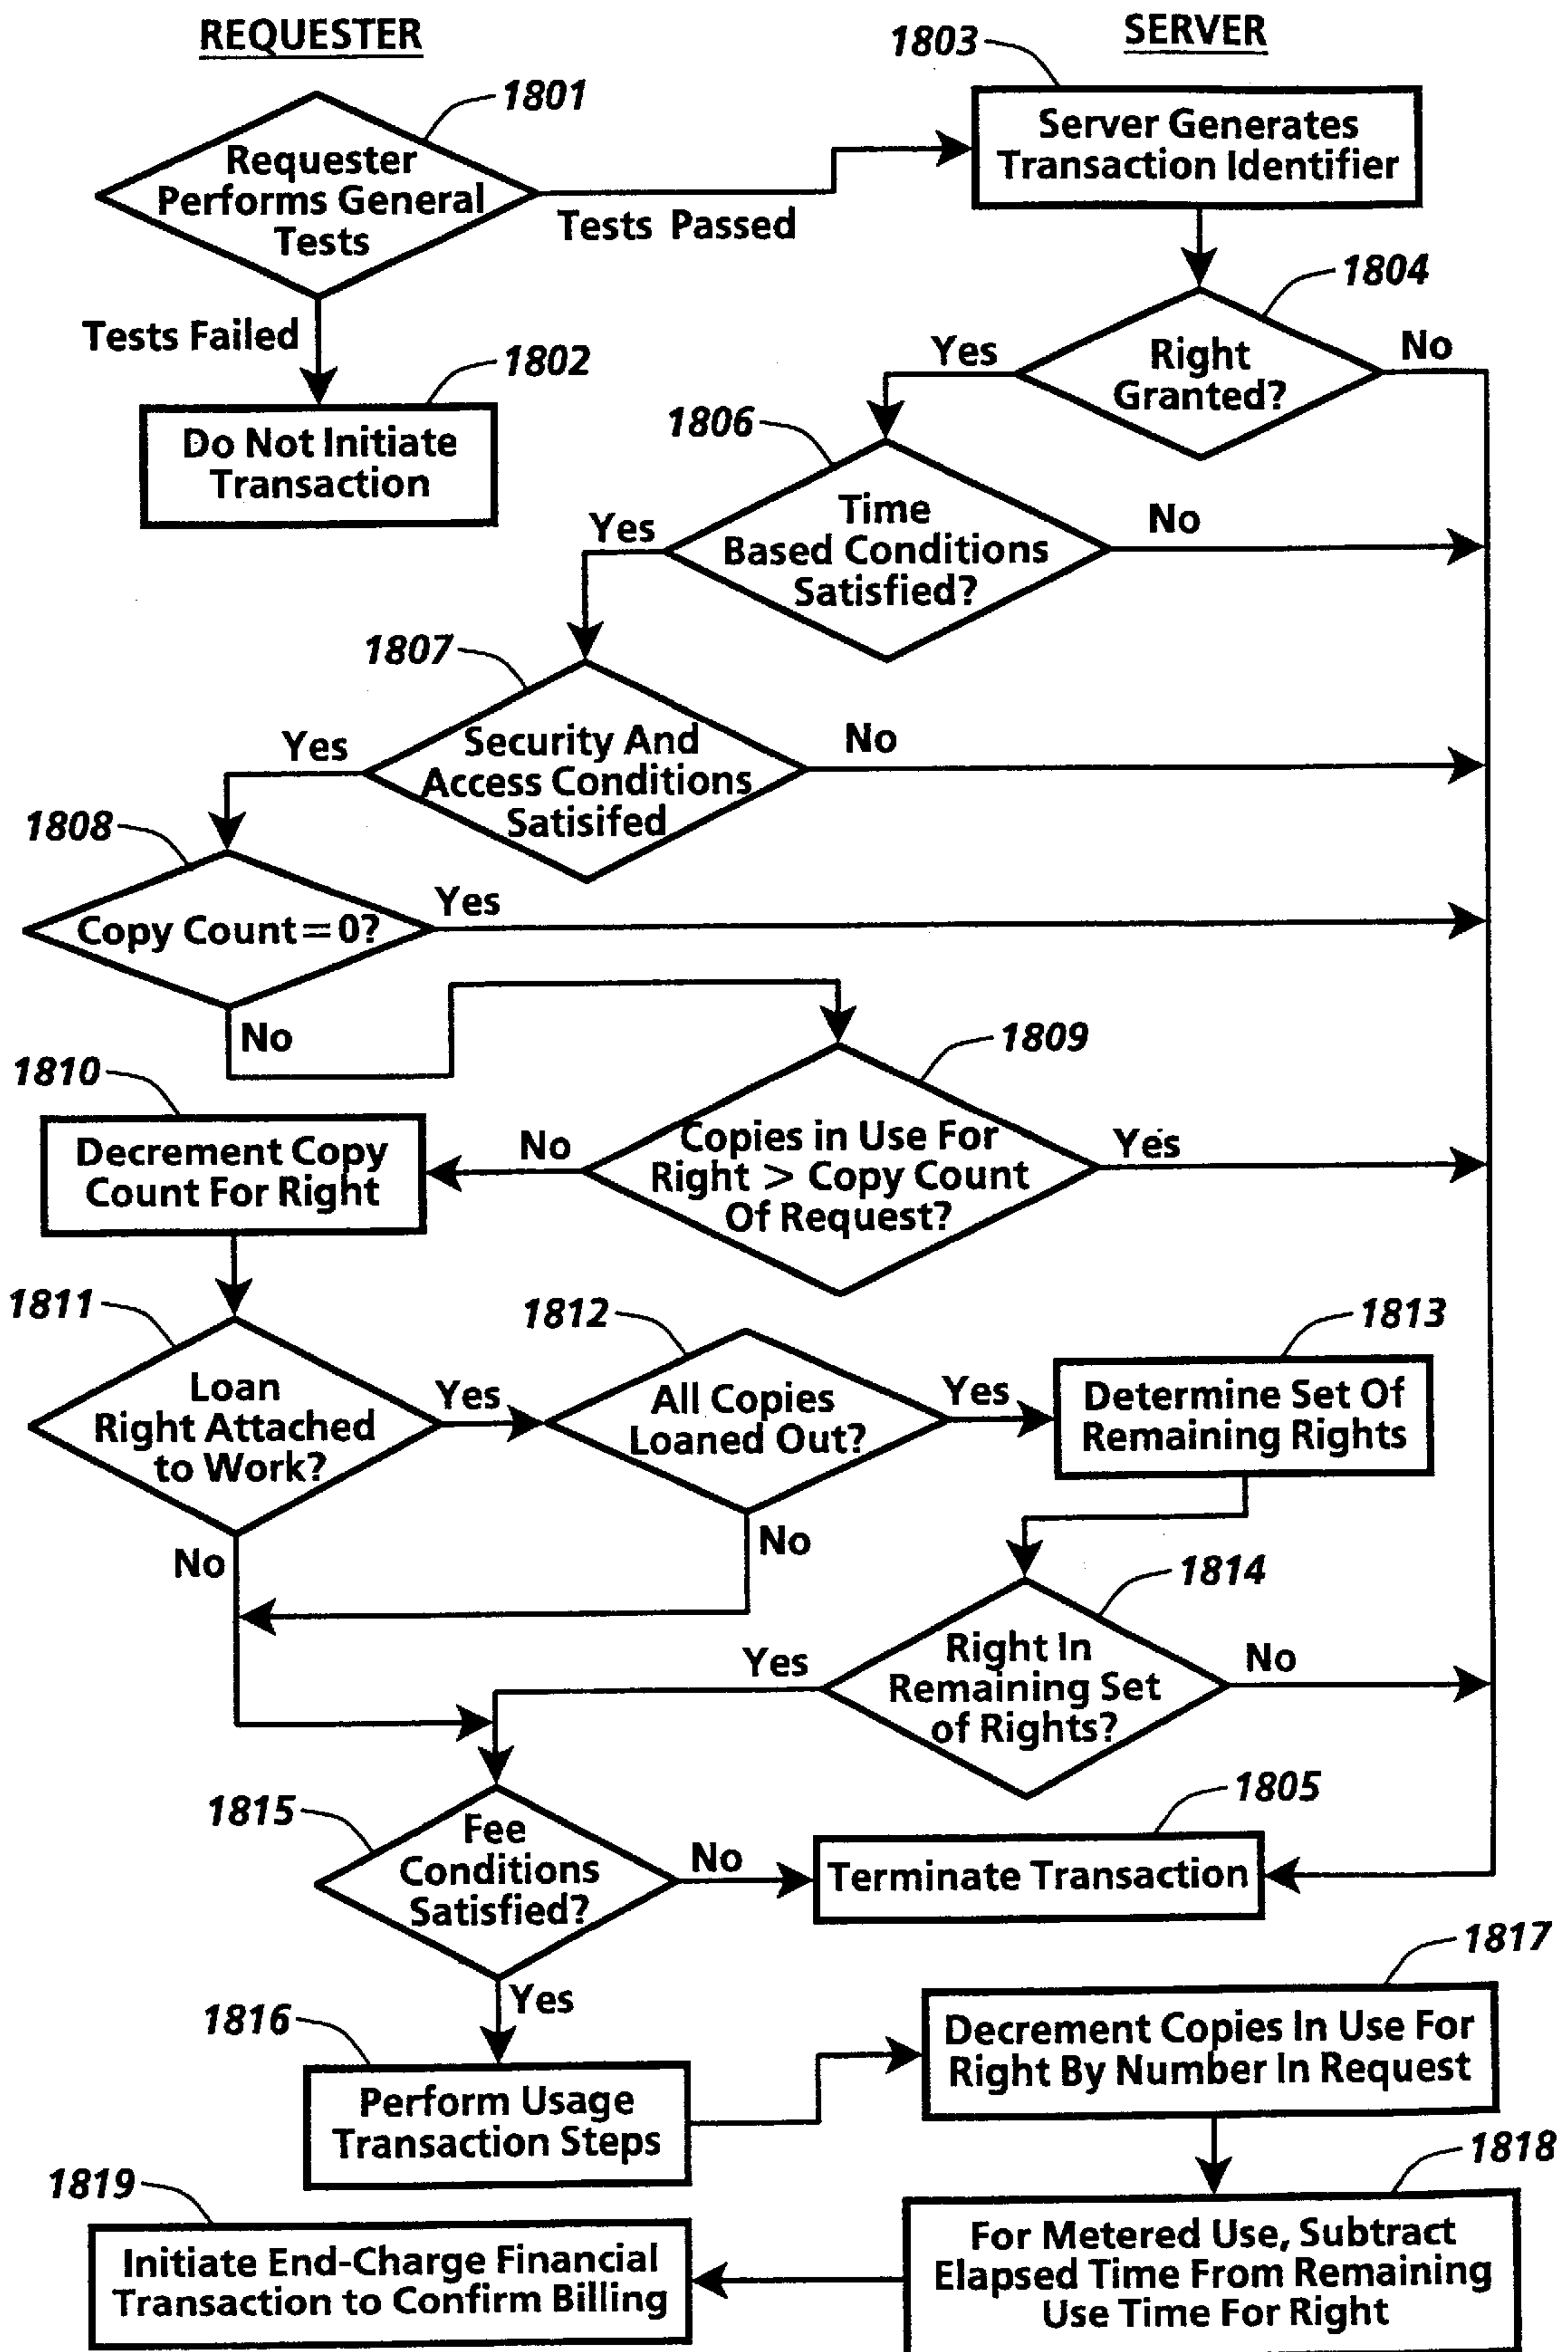 REQUESTER
SERVER
1801
1803
Requester
Performs General
Tests
Server Generates
Transaction Identifier
Tests Passed
Tests Failed
1802
Do Not Initiate
Transaction
1804
Right
Granted?
Yes
No
1806
Time
Based Conditions
Satisfied?
Yes
No
1807
Security And
Access Conditions
Satisifed
Yes
No
1808
Copy Count=0?
Yes
No
1809
Copies in Use For
Right > Copy Count
Of Request?
No
Yes
1810
Decrement Copy
Count For Right
1811
Loan
Right Attached
to Work?
Yes
No
1812
All Copies
Loaned Out?
Yes
No
1813
Determine Set Of
Remaining Rights
1814
Right In
Remaining Set
of Rights?
Yes
No
1815
Fee
Conditions
Satisfied?
No
Yes
1805
Terminate Transaction
1816
Perform Usage
Transaction Steps
1817
Decrement Copies In Use For
Right By Number In Request
1818
For Metered Use, Subtract
Elapsed Time From Remaining
Use Time For Right
1819
Initiate End-Charge Financial
Transaction to Confirm Billing